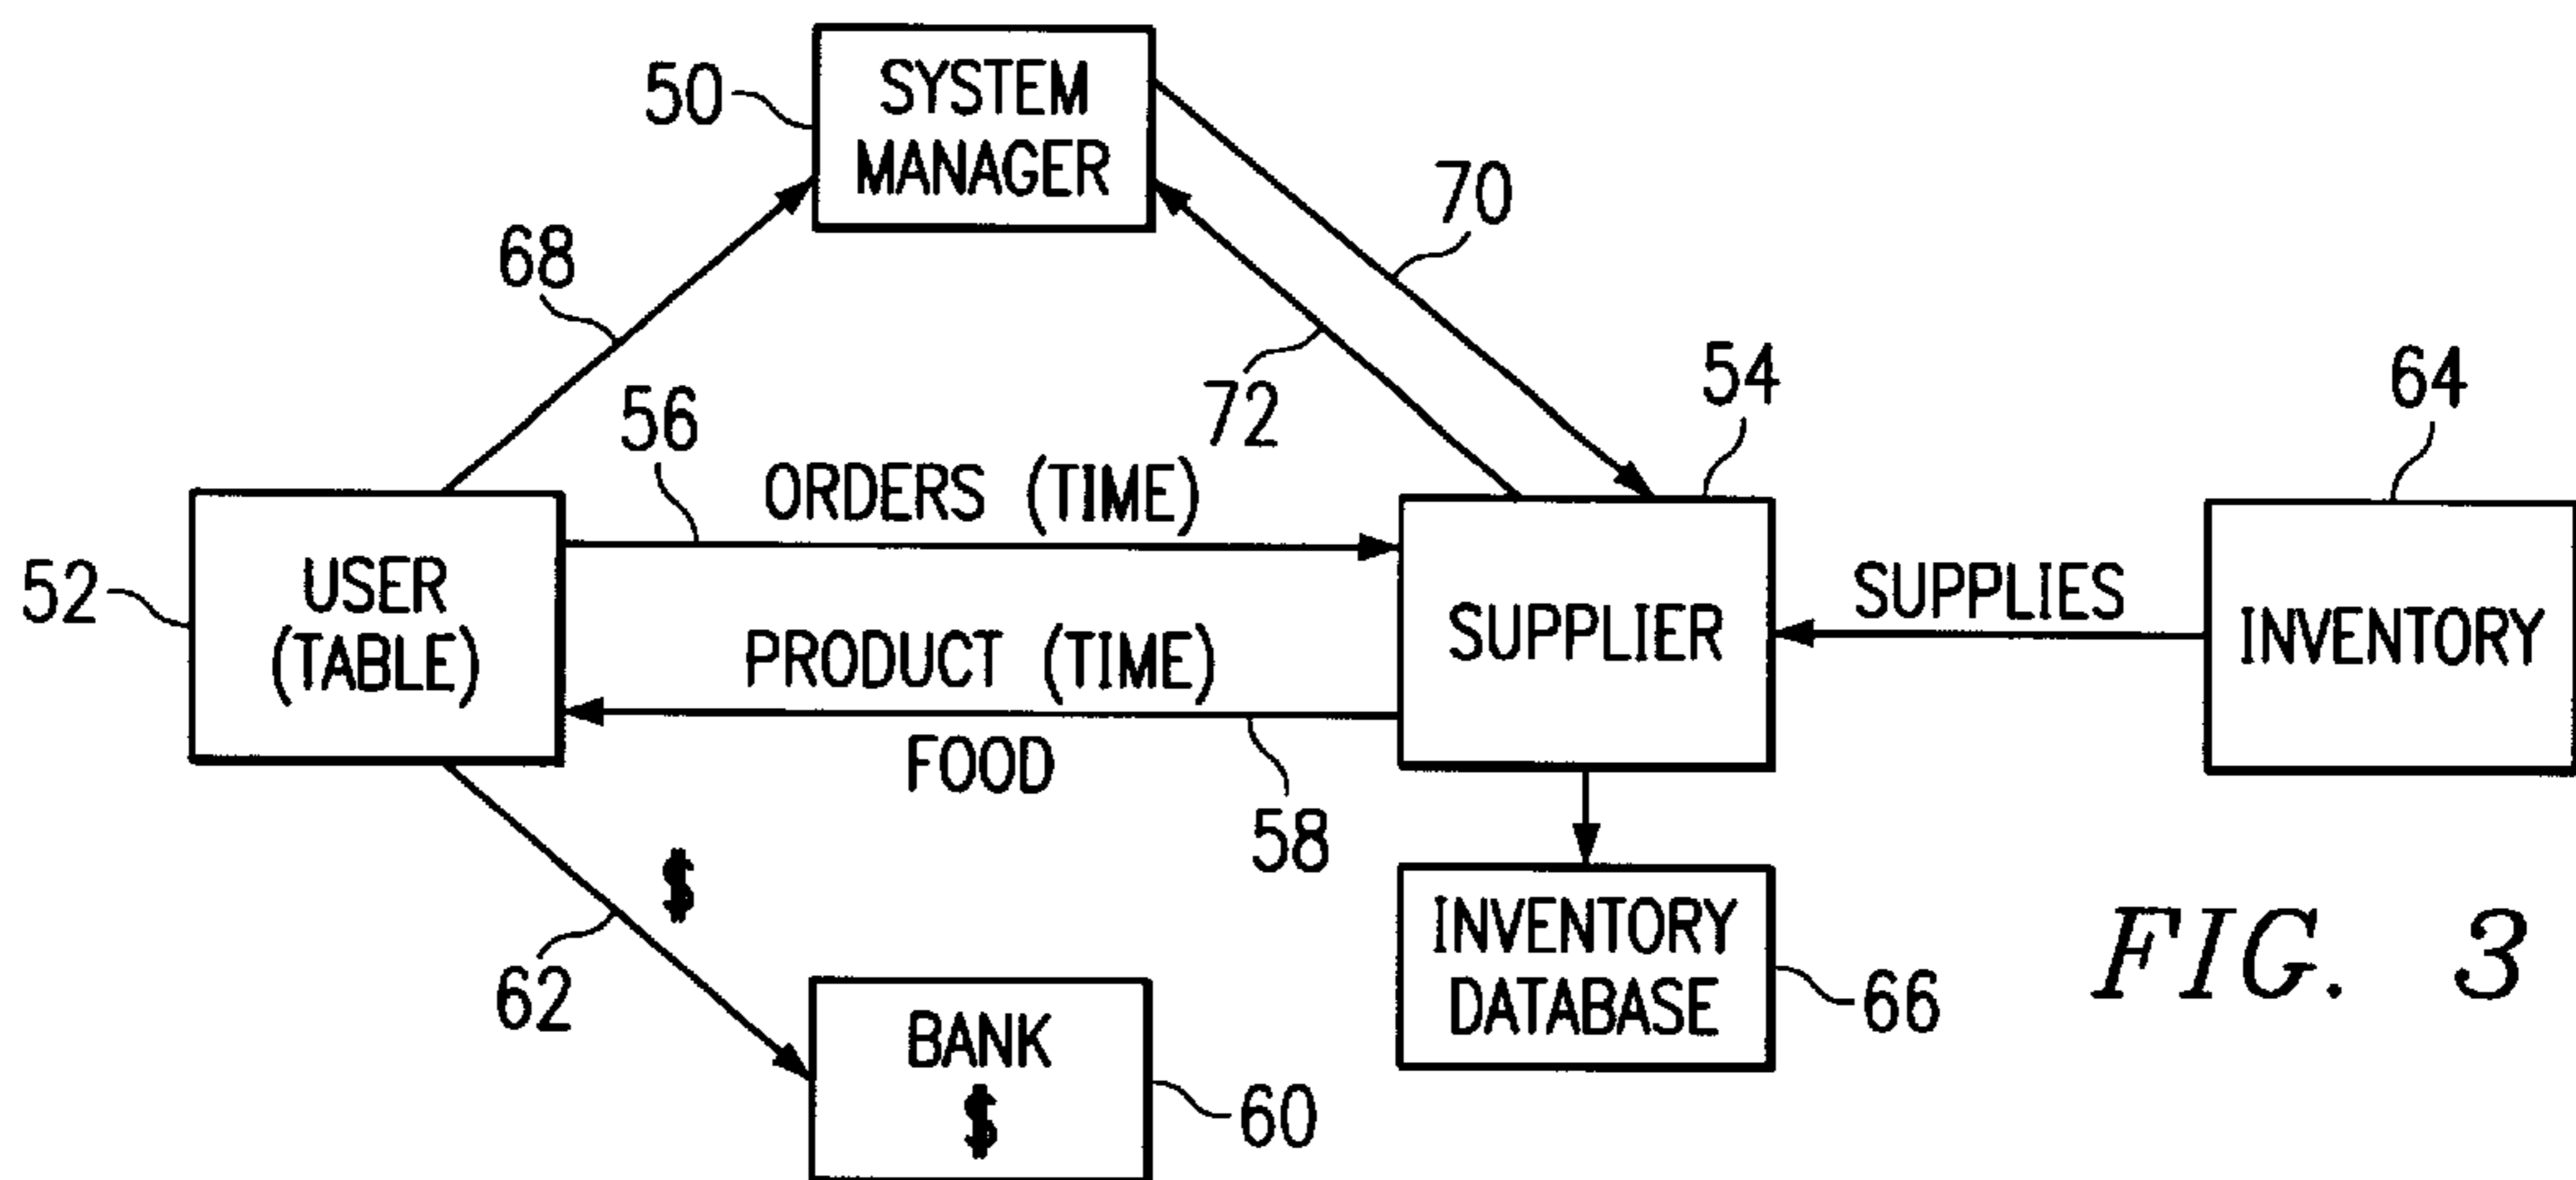 50
SYSTEM
MANAGER
70
68
72
54
64
56
ORDERS (TIME)
52
USER
(TABLE)
SUPPLIER
SUPPLIES
INVENTORY
PRODUCT (TIME)
FOOD
58
$
62
INVENTORY
DATABASE
66
BANK
$
60
FIG. 3